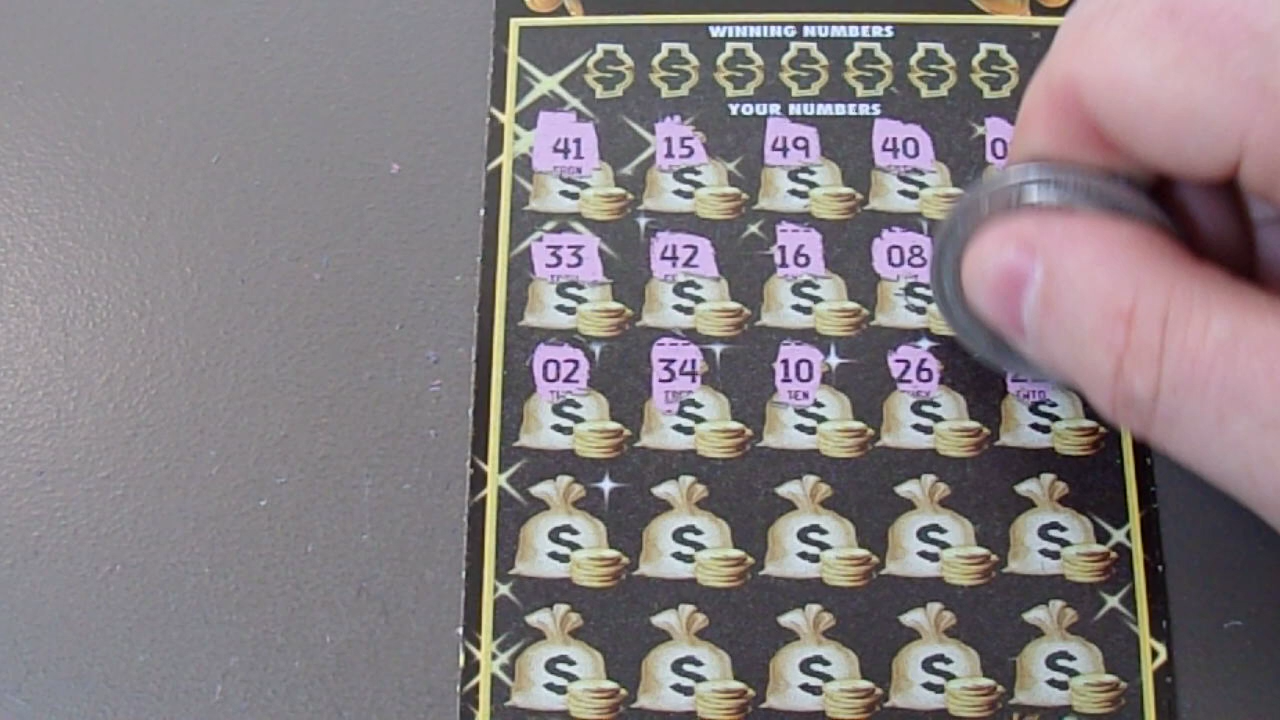 WINNING NUMBERS
$ $ $ $ $ $ $
YOUR NUMBERS
41 15 49 40
$ $ $ $
33 42 16 08
$ $ $ $
02 34 10 26
TEN
$ $ $ $ $
$ $ $ $ $
$ $ $ $ $